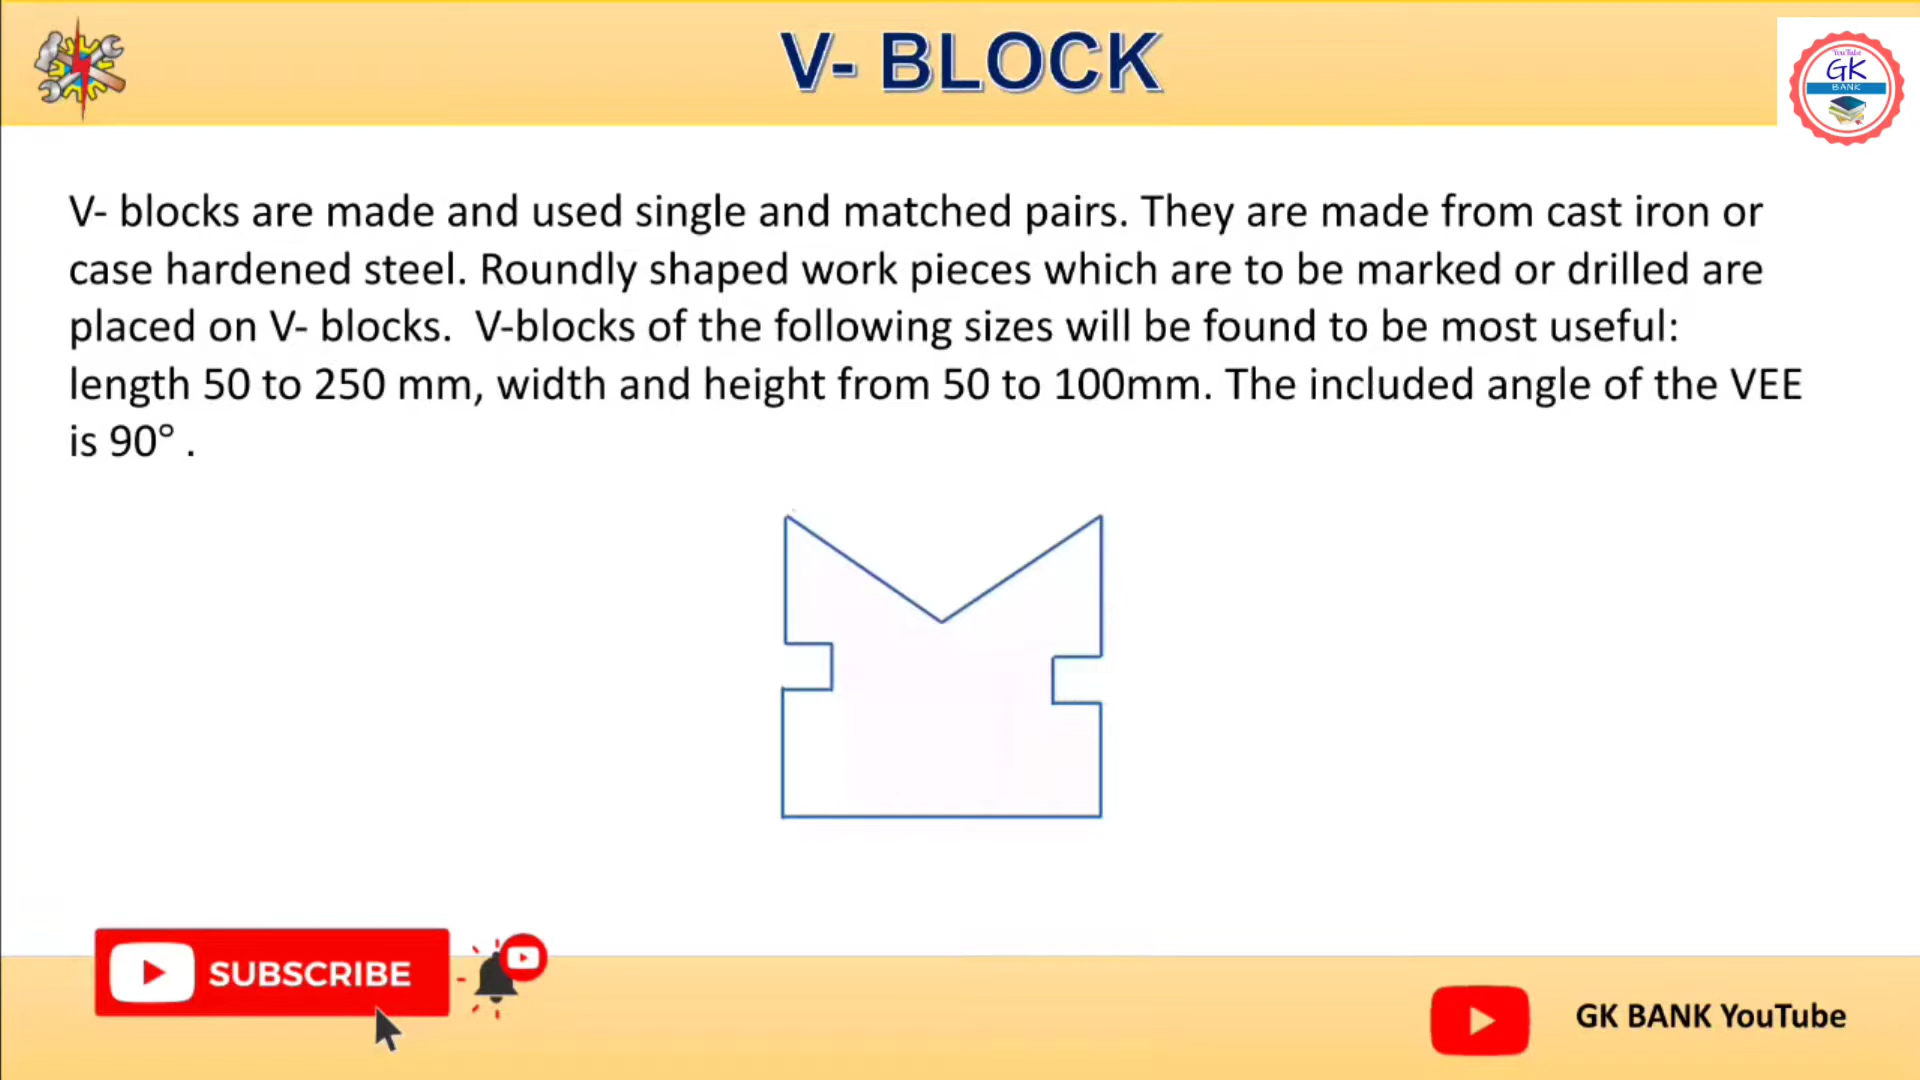 V- BLOCK
YouTube
GK
BANK
V- blocks are made and used single and matched pairs. They are made from cast iron or
case hardened steel. Roundly shaped work pieces which are to be marked or drilled are
placed on V- blocks.  V-blocks of the following sizes will be found to be most useful:
length 50 to 250 mm, width and height from 50 to 100mm. The included angle of the VEE
is 90° .
SUBSCRIBE
GK BANK YouTube